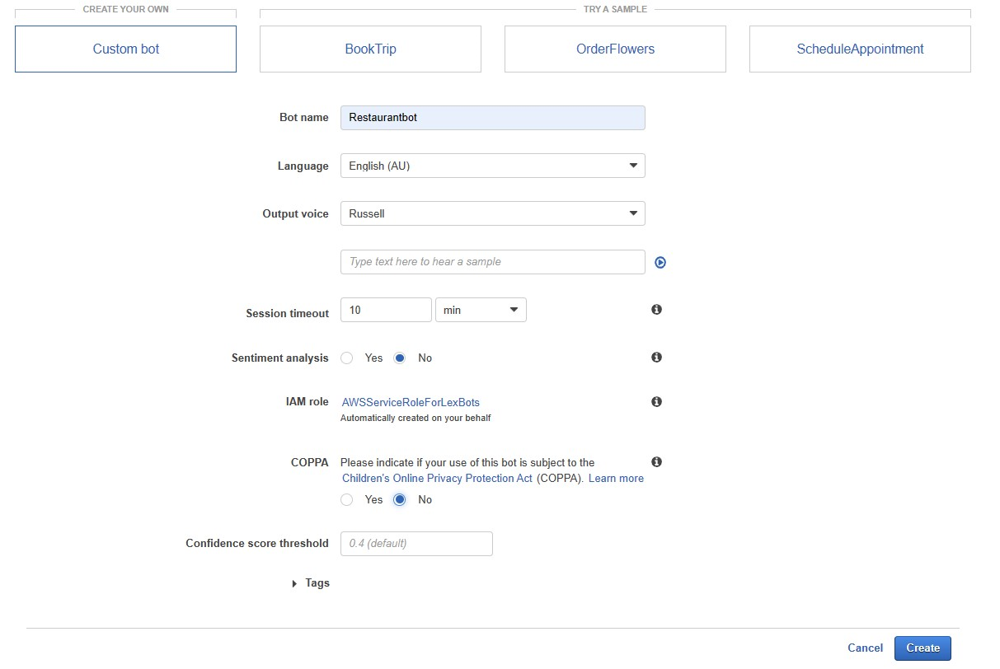 CREATE YOUR OWN TRY A SAMPLE
Custom bot BookTrip OrderFlowers ScheduleAppointment
Bot name Restaurantbot
Language English (AU)
Output voice Russell
Type text here to hear a sample
Session timeout 10 min
Sentiment analysis Yes No
IAM role AWSServiceRoleForLexBots
Automatically created on your behalf
COPPA Please indicate if your use of this bot is subject to the
Children's Online Privacy Protection Act (COPPA). Learn more
Yes No
Confidence score threshold 0.4 (default)
Tags
Cancel Create